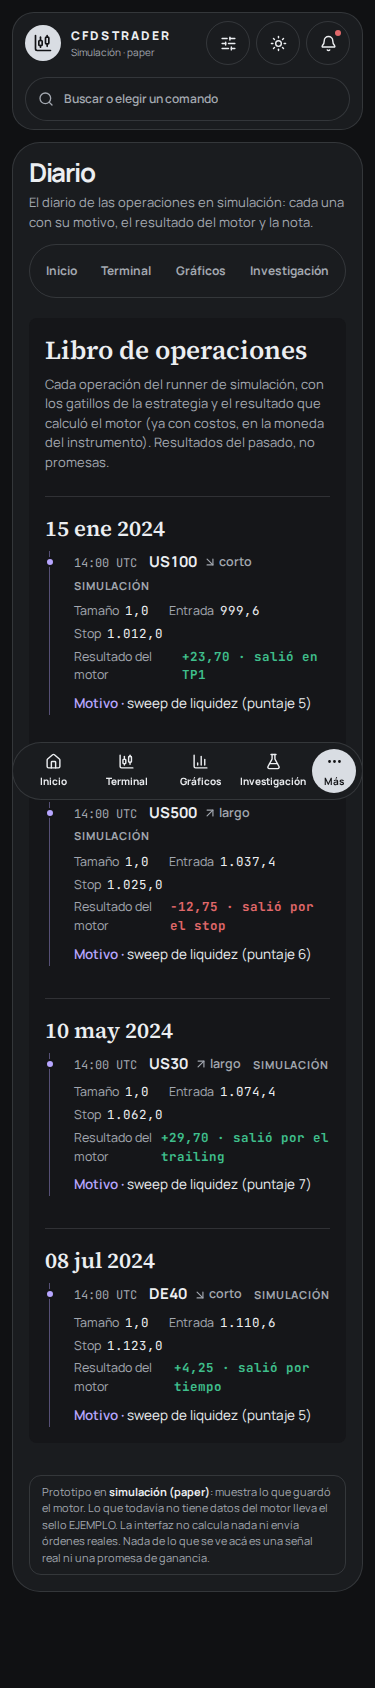 CFDSTRADER
Simulación · paper
Buscar o elegir un comando
Diario
El diario de las operaciones en simulación: cada una
con su motivo, el resultado del motor y la nota.
Inicio Terminal Gráficos Investigación
Libro de operaciones
Cada operación del runner de simulación, con
los gatillos de la estrategia y el resultado que
calculó el motor (ya con costos, en la moneda
del instrumento). Resultados del pasado, no
promesas.
15 ene 2024
14:00 UTC US100 ↘ corto
SIMULACIÓN
Tamaño 1,0 Entrada 999,6
Stop 1.012,0
Resultado del motor +23,70 · salió en TP1
Motivo · sweep de liquidez (puntaje 5)
Inicio Terminal Gráficos Investigación Más
14:00 UTC US500 ↗ largo
SIMULACIÓN
Tamaño 1,0 Entrada 1.037,4
Stop 1.025,0
Resultado del motor -12,75 · salió por el stop
Motivo · sweep de liquidez (puntaje 6)
10 may 2024
14:00 UTC US30 ↗ largo SIMULACIÓN
Tamaño 1,0 Entrada 1.074,4
Stop 1.062,0
Resultado del motor +29,70 · salió por el trailing
Motivo · sweep de liquidez (puntaje 7)
08 jul 2024
14:00 UTC DE40 ↘ corto SIMULACIÓN
Tamaño 1,0 Entrada 1.110,6
Stop 1.123,0
Resultado del motor +4,25 · salió por tiempo
Motivo · sweep de liquidez (puntaje 5)
Prototipo en simulación (paper): muestra lo que guardó
el motor. Lo que todavía no tiene datos del motor lleva el
sello EJEMPLO. La interfaz no calcula nada ni envía
órdenes reales. Nada de lo que se ve acá es una señal
real ni una promesa de ganancia.